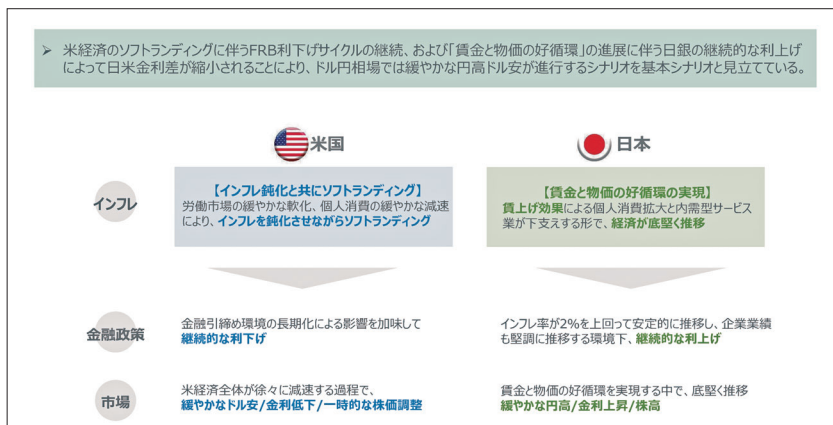 ➢ 米経済のソフトランディングに伴うFRB利下げサイクルの継続、および「賃金と物価の好循環」の進展に伴う日銀の継続的な利上げ
によって日米金利差が縮小されることにより、ドル円相場では緩やかな円高ドル安が進行するシナリオを基本シナリオと見立てている。
米国
日本
インフレ
【インフレ鈍化と共にソフトランディング】
労働市場の緩やかな軟化、個人消費の緩やかな減速
により、インフレを鈍化させながらソフトランディング
【賃金と物価の好循環の実現】
賃上げ効果による個人消費拡大と内需型サービス
業が下支えする形で、経済が底堅く推移
金融政策
金融引締め環境の長期化による影響を加味して
継続的な利下げ
インフレ率が2%を上回って安定的に推移し、企業業績
も堅調に推移する環境下、継続的な利上げ
市場
米経済全体が徐々に減速する過程で、
緩やかなドル安/金利低下/一時的な株価調整
賃金と物価の好循環を実現する中で、底堅く推移
緩やかな円高/金利上昇/株高